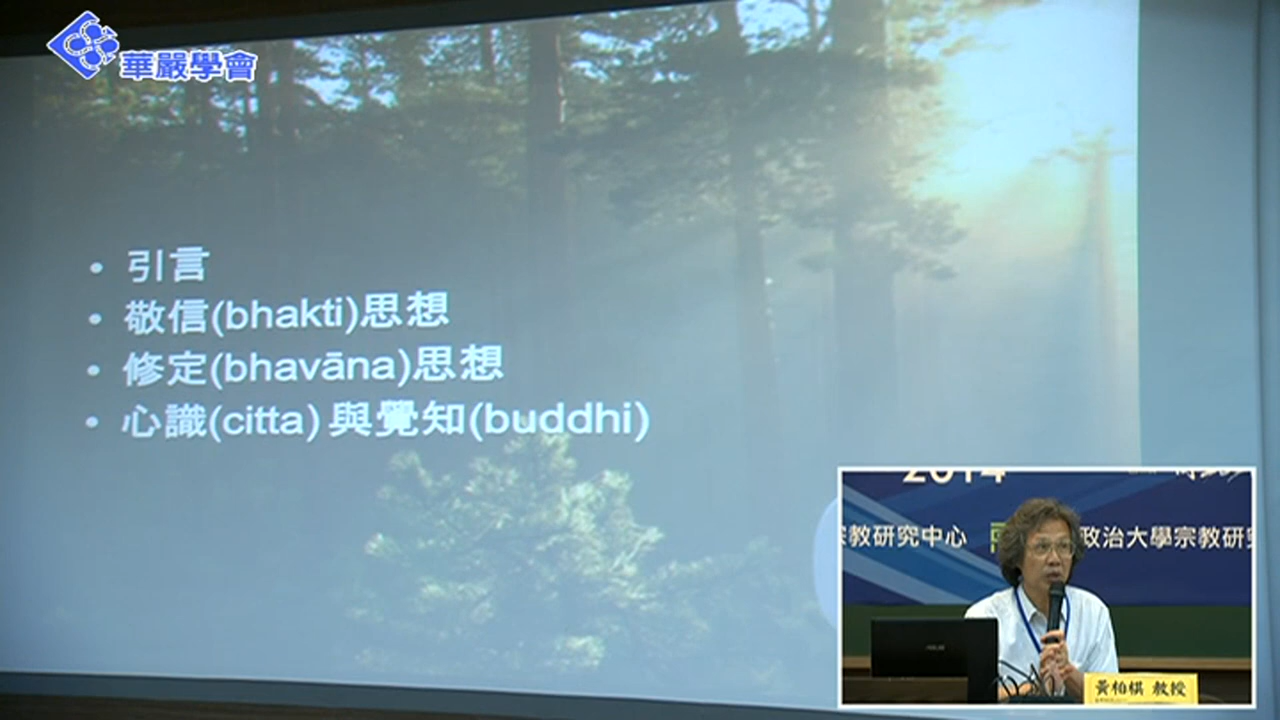 華嚴學會
• 引言
• 敬信(bhakti)思想
• 修定(bhavāna)思想
• 心識(citta)與覺知(buddhi)
2014
宗教研究中心
政治大學宗教研究
ASUS
黃柏棋 教授